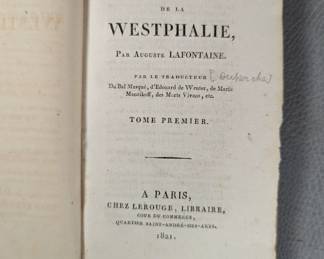 DE LA
WESTPHALIE,
PAR AUGUSTE LAFONTAINE.
PAR LE TRADUCTEUR
Du Bal Masqué, d'Edouard de Winter, de Marie
Menzikoff, des Morts Vivans, etc.
TOME PREMIER.
A PARIS,
CHEZ LEROUGE, LIBRAIRE,
COUR DU COMMERCE,
QUARTIER SAINT-ANDRÉ-DES-ARTS.
1821.